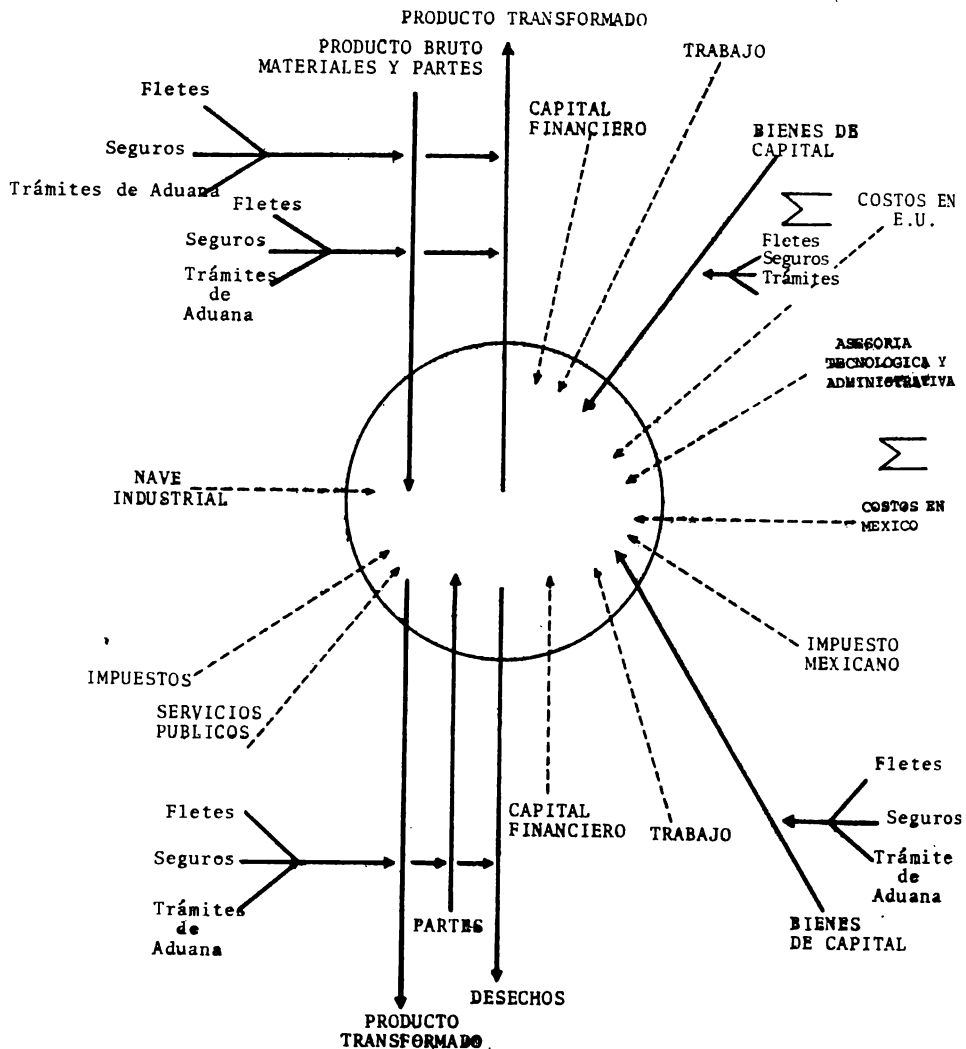 PRODUCTO TRANSFORMADO
PRODUCTO BRUTO
MATERIALES Y PARTES
TRABAJO
Fletes
CAPITAL
FINANCIERO
BIENES DE
CAPITAL
Seguros
Trámites de Aduana
Fletes
Σ
COSTOS EN
E.U.
Seguros
Trámites
de
Aduana
Fletes
Seguros
Trámites
ASESORIA
TECNOLOGICA Y
ADMINISTRATIVA
Σ
NAVE
INDUSTRIAL
COSTOS EN
MEXICO
IMPUESTOS
IMPUESTO
MEXICANO
SERVICIOS
PUBLICOS
Fletes
Seguros
Trámite
de
Aduana
Fletes
Seguros
Trámites
de
Aduana
CAPITAL
FINANCIERO
TRABAJO
PARTES
BIENES
DE CAPITAL
DESECHOS
PRODUCTO
TRANSFORMADO